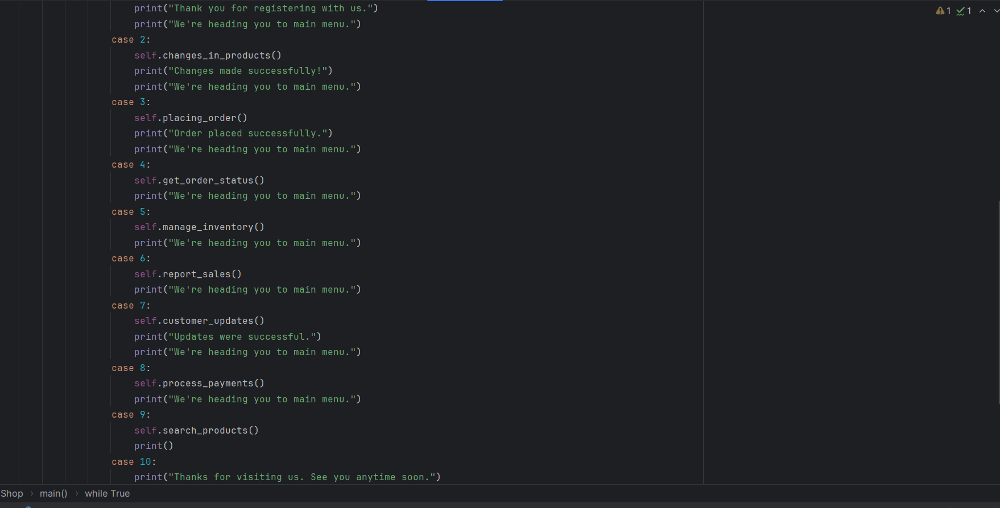 print("Thank you for registering with us.")
1 1
print("We're heading you to main menu.")
case 2:
self.changes_in_products()
print("Changes made successfully!")
print("We're heading you to main menu.")
case 3:
self.placing_order()
print("Order placed successfully.")
print("We're heading you to main menu.")
case 4:
self.get_order_status()
print("We're heading you to main menu.")
case 5:
self.manage_inventory()
print("We're heading you to main menu.")
case 6:
self.report_sales()
print("We're heading you to main menu.")
case 7:
self.customer_updates()
print("Updates were successful.")
print("We're heading you to main menu.")
case 8:
self.process_payments()
print("We're heading you to main menu.")
case 9:
self.search_products()
print()
case 10:
print("Thanks for visiting us. See you anytime soon.")
Shop › main() › while True